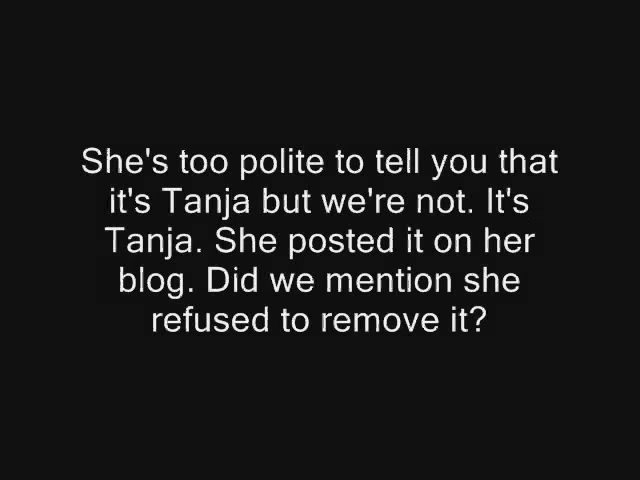 She's too polite to tell you that
it's Tanja but we're not. It's
Tanja. She posted it on her
blog. Did we mention she
refused to remove it?